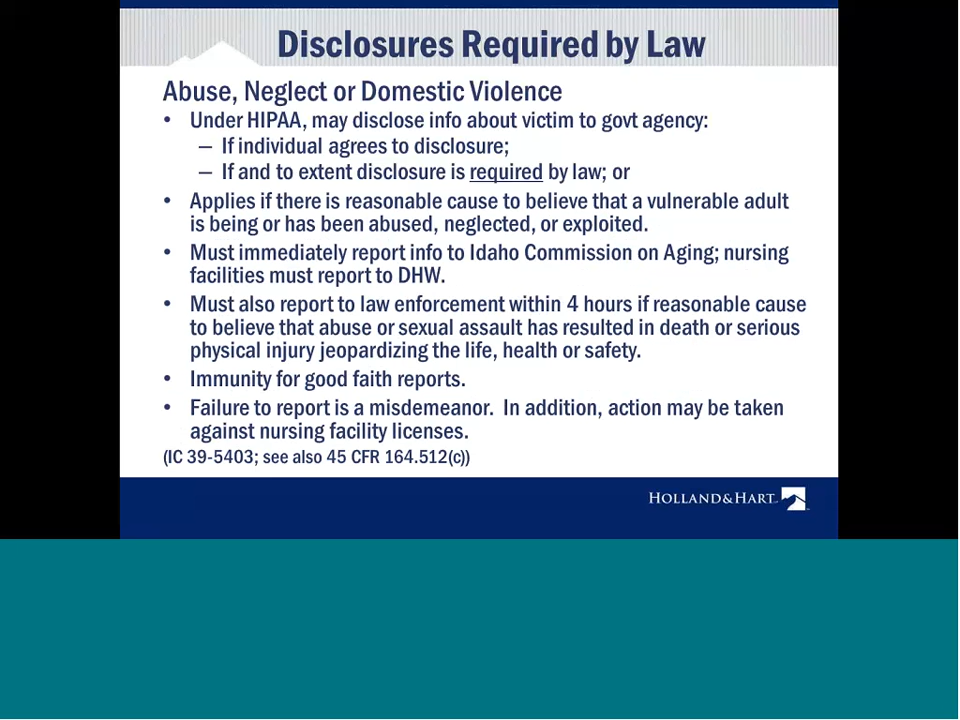 Disclosures Required by Law
Abuse, Neglect or Domestic Violence
• Under HIPAA, may disclose info about victim to govt agency:
– If individual agrees to disclosure;
– If and to extent disclosure is required by law; or
• Applies if there is reasonable cause to believe that a vulnerable adult
is being or has been abused, neglected, or exploited.
• Must immediately report info to Idaho Commission on Aging; nursing
facilities must report to DHW.
• Must also report to law enforcement within 4 hours if reasonable cause
to believe that abuse or sexual assault has resulted in death or serious
physical injury jeopardizing the life, health or safety.
• Immunity for good faith reports.
• Failure to report is a misdemeanor. In addition, action may be taken
against nursing facility licenses.
(IC 39-5403; see also 45 CFR 164.512(c))
HOLLAND&HART